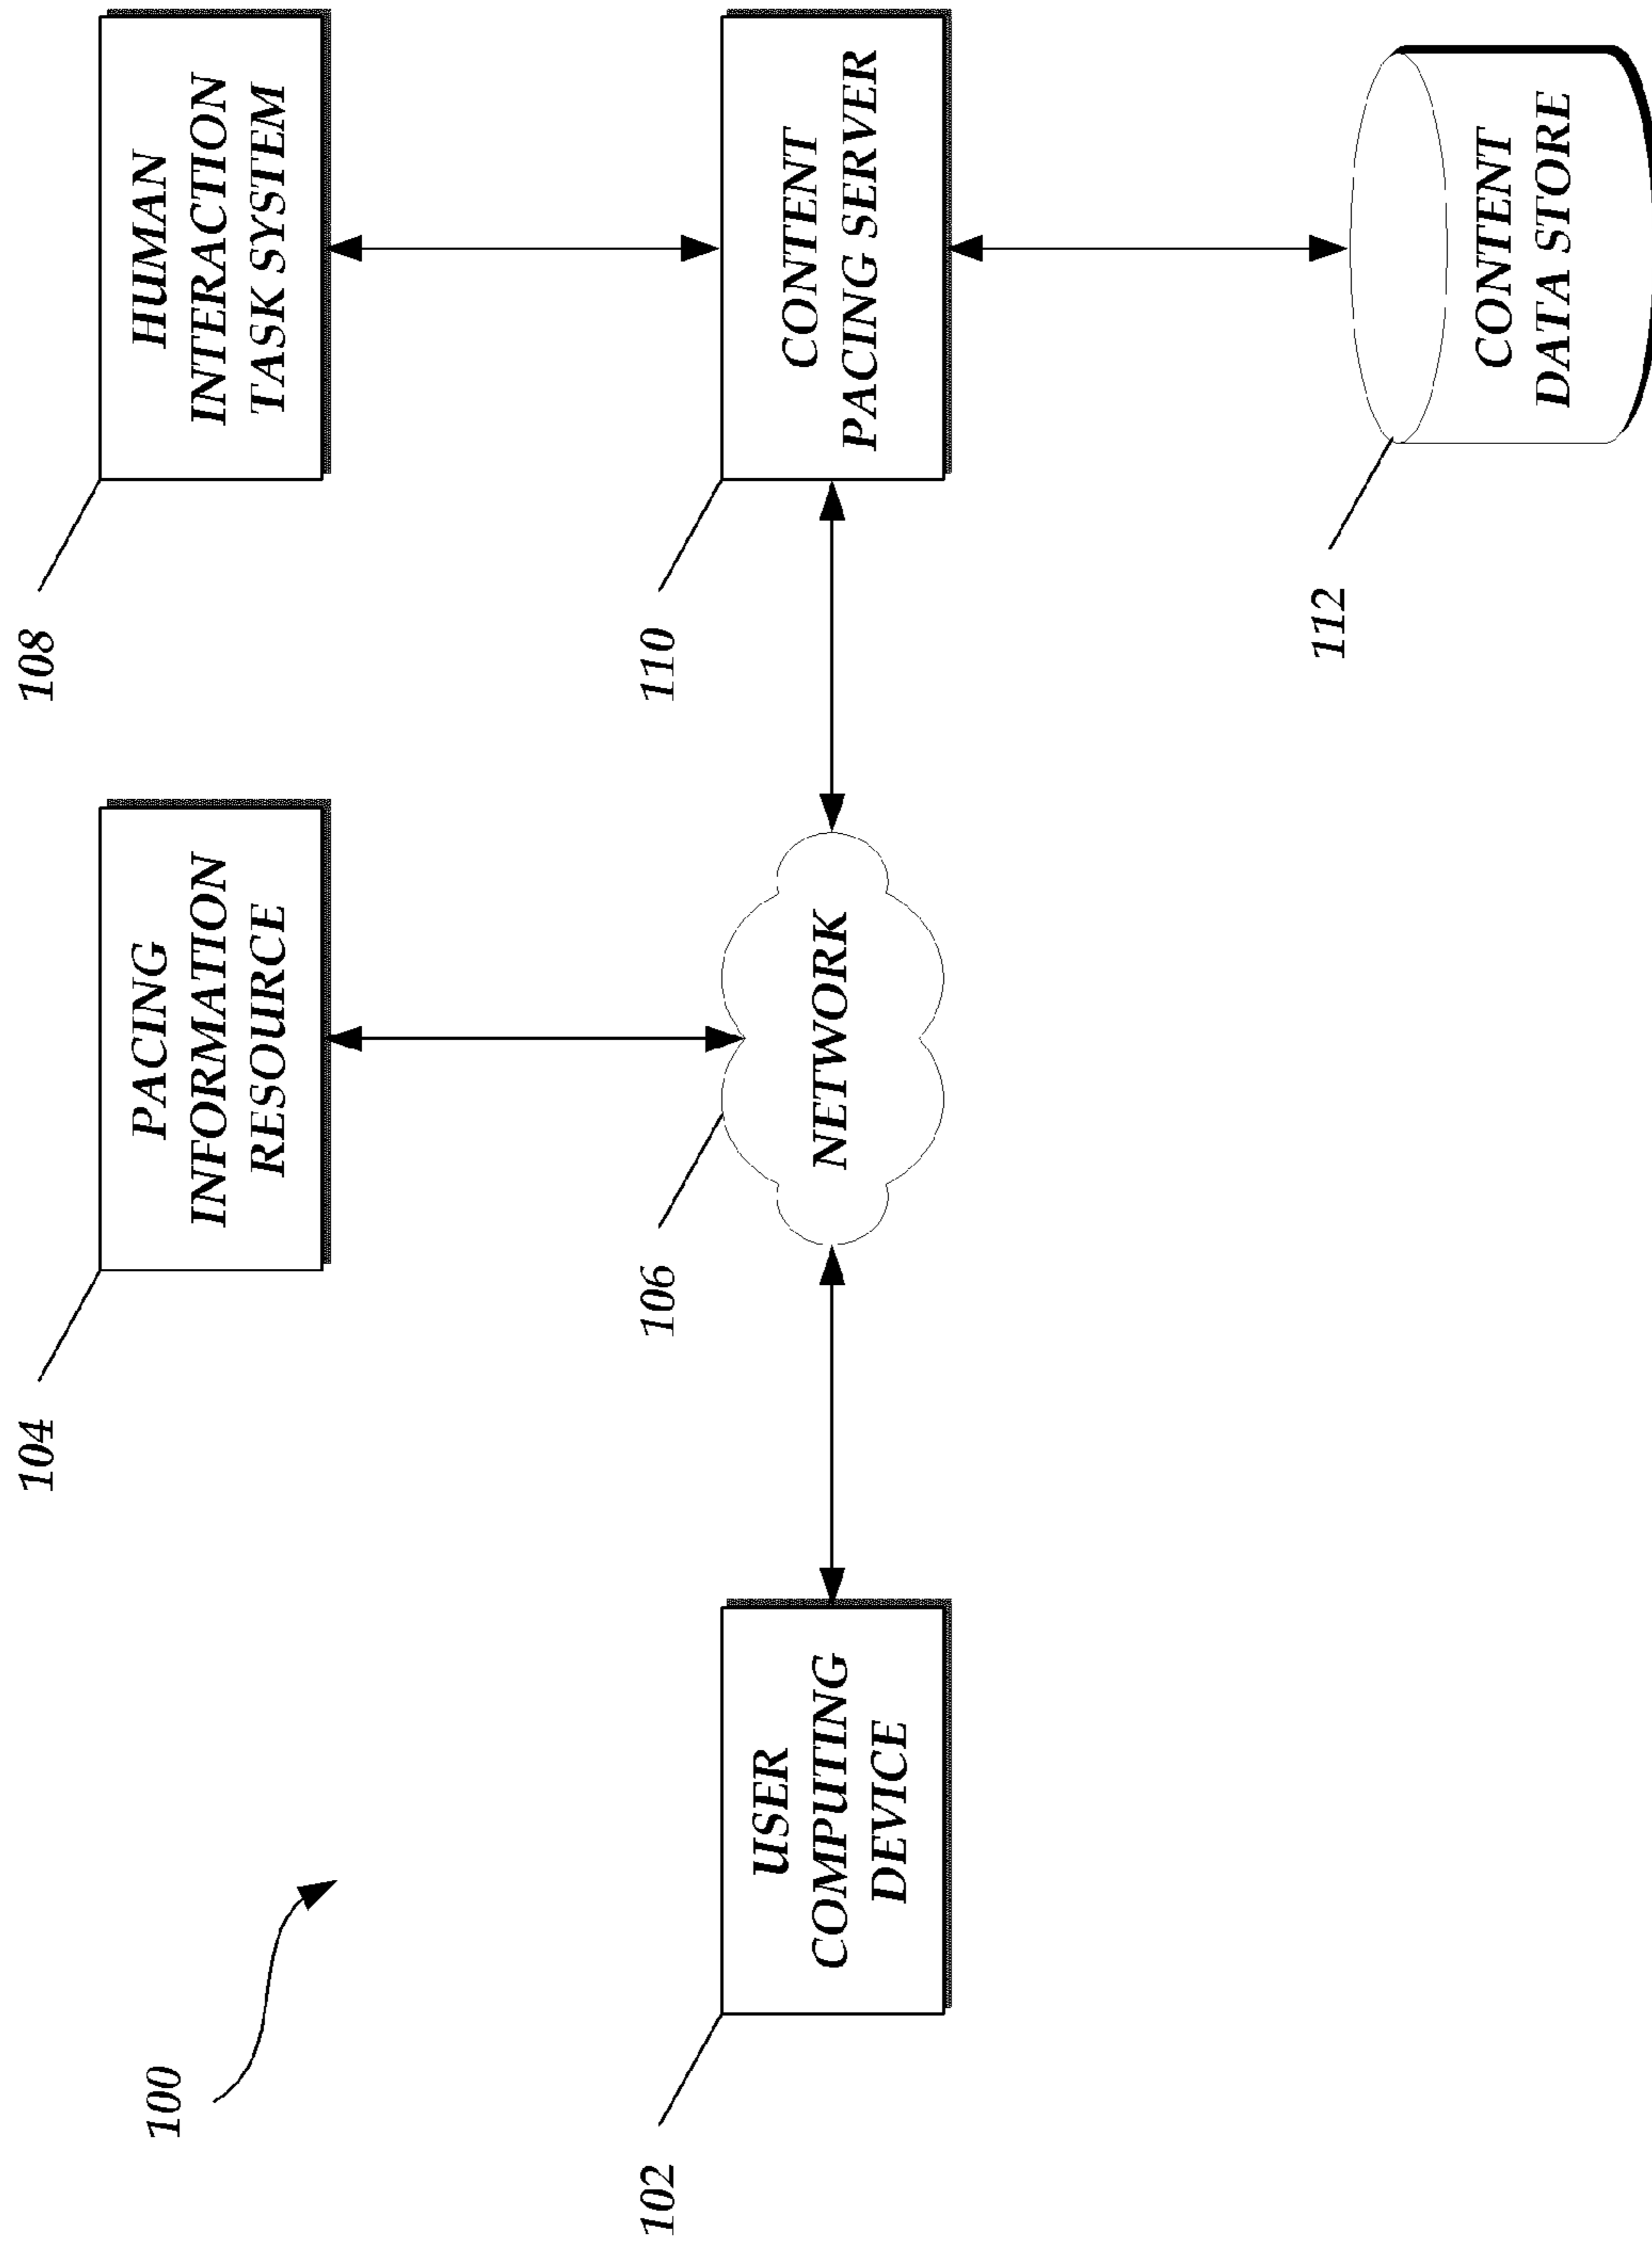 100
104
PACING
INFORMATION
RESOURCE
108
HUMAN
INTERACTION
TASK SYSTEM
102
USER
COMPUTING
DEVICE
106
NETWORK
110
CONTENT
PACING SERVER
112
CONTENT
DATA STORE